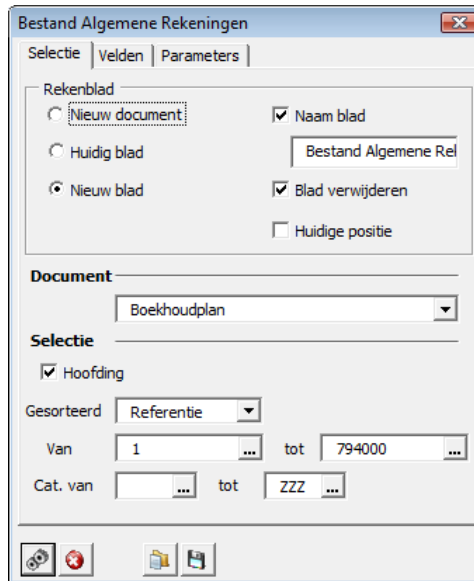 Bestand Algemene Rekeningen
Selectie Velden Parameters
Rekenblad
Nieuw document Naam blad
Huidig blad Bestand Algemene Rel
Nieuw blad Blad verwijderen
Huidige positie
Document
Boekhoudplan
Selectie
Hoofding
Gesorteerd Referentie
Van 1 ... tot 794000 ...
Cat. van ... tot ZZZ ...